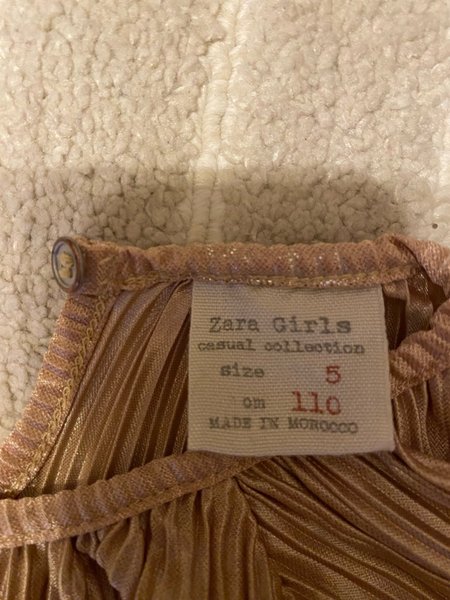 Zara Girls
casual collection
size 5
cm 110
MADE IN MOROCCO